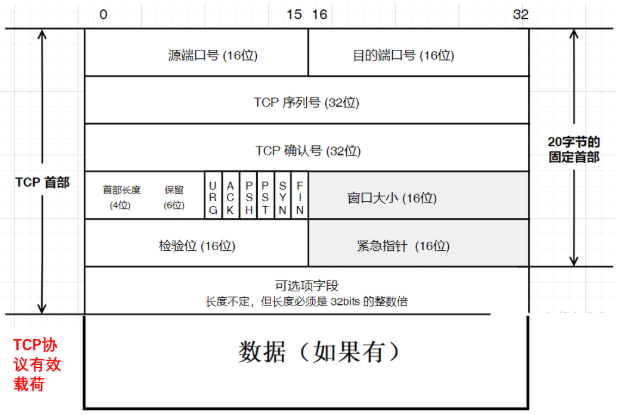 0 15 16 32
源端口号 (16位) 目的端口号 (16位)
TCP 序列号 (32位)
TCP 确认号 (32位)
TCP 首部
20字节的
固定首部
首部长度
(4位)
保留
(6位)
URG
ACK
PSH
PST
SYN
FIN
窗口大小 (16位)
检验位 (16位) 紧急指针 (16位)
可选项字段
长度不定，但长度必须是 32bits 的整数倍
TCP协
议有效
载荷
数据（如果有）